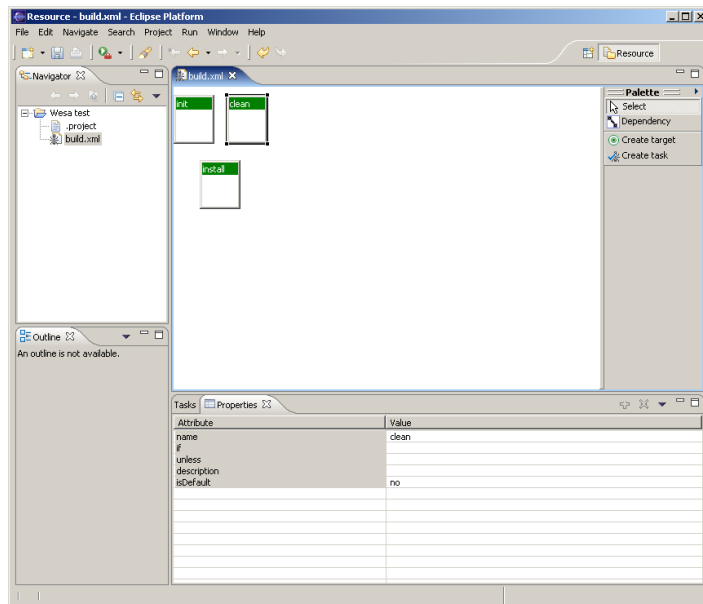 Resource - build.xml - Eclipse Platform
File Edit Navigate Search Project Run Window Help
Resource
Navigator
Wesa test
.project
build.xml
build.xml
init
clean
install
Palette
Select
Dependency
Create target
Create task
Outline
An outline is not available.
Tasks Properties
Attribute Value
name clean
if
unless
description
isDefault no